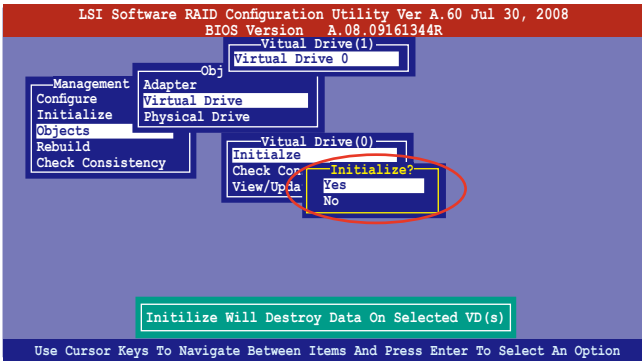 LSI Software RAID Configuration Utility Ver A.60 Jul 30, 2008
BIOS Version A.08.09161344R
Vitual Drive(1)
Virtual Drive 0
Obj
Adapter
Virtual Drive
Physical Drive
Management
Configure
Initialize
Objects
Rebuild
Check Consistency
Vitual Drive(0)
Initialze
Check Con
View/Upda
Initialize?
Yes
No
Initilize Will Destroy Data On Selected VD(s)
Use Cursor Keys To Navigate Between Items And Press Enter To Select An Option